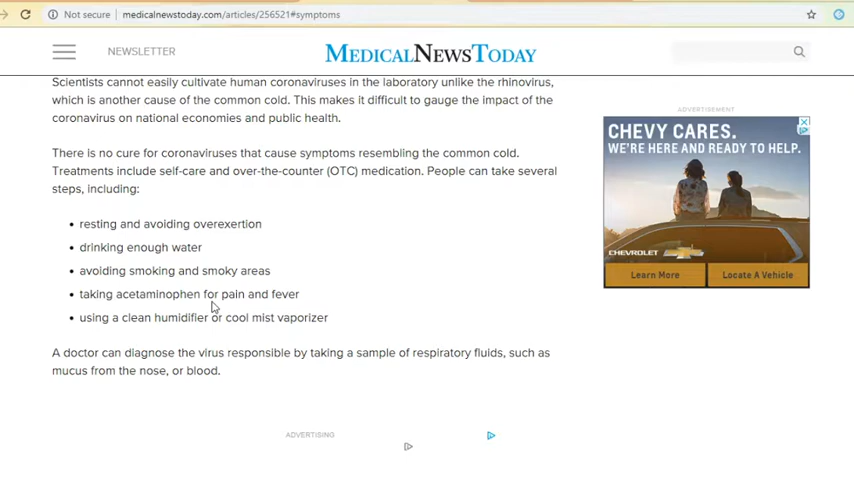 Not secure | medicalnewstoday.com/articles/256521#symptoms
NEWSLETTER
MEDICALNEWSTODAY
Scientists cannot easily cultivate human coronaviruses in the laboratory unlike the rhinovirus,
which is another cause of the common cold. This makes it difficult to gauge the impact of the
coronavirus on national economies and public health.
There is no cure for coronaviruses that cause symptoms resembling the common cold.
Treatments include self-care and over-the-counter (OTC) medication. People can take several
steps, including:
• resting and avoiding overexertion
• drinking enough water
• avoiding smoking and smoky areas
• taking acetaminophen for pain and fever
• using a clean humidifier or cool mist vaporizer
A doctor can diagnose the virus responsible by taking a sample of respiratory fluids, such as
mucus from the nose, or blood.
ADVERTISING
ADVERTISEMENT
CHEVY CARES.
WE'RE HERE AND READY TO HELP.
CHEVROLET
Learn More
Locate A Vehicle